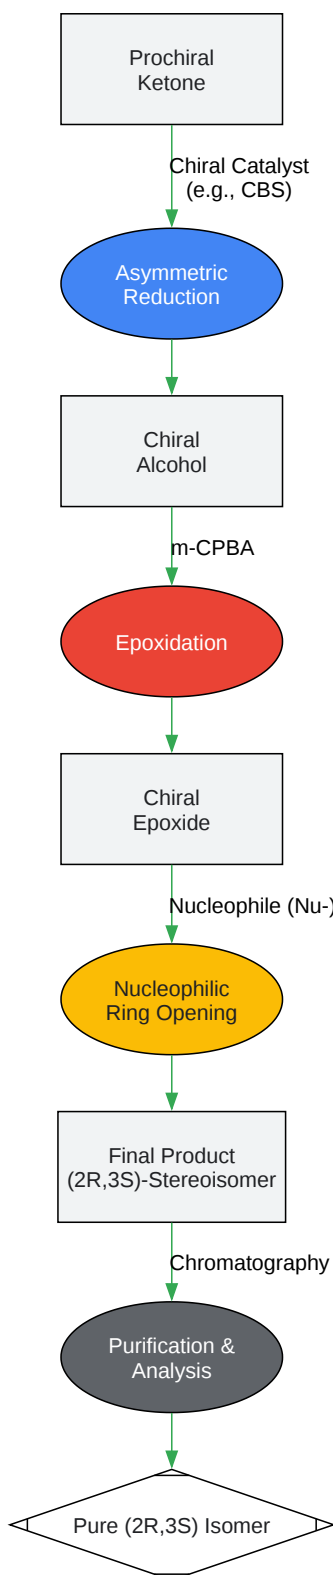 Prochiral
Ketone
Chiral Catalyst
(e.g., CBS)
Asymmetric
Reduction
Chiral
Alcohol
m-CPBA
Epoxidation
Chiral
Epoxide
Nucleophile (Nu-)
Nucleophilic
Ring Opening
Final Product
(2R,3S)-Stereoisomer
Chromatography
Purification &
Analysis
Pure (2R,3S) Isomer